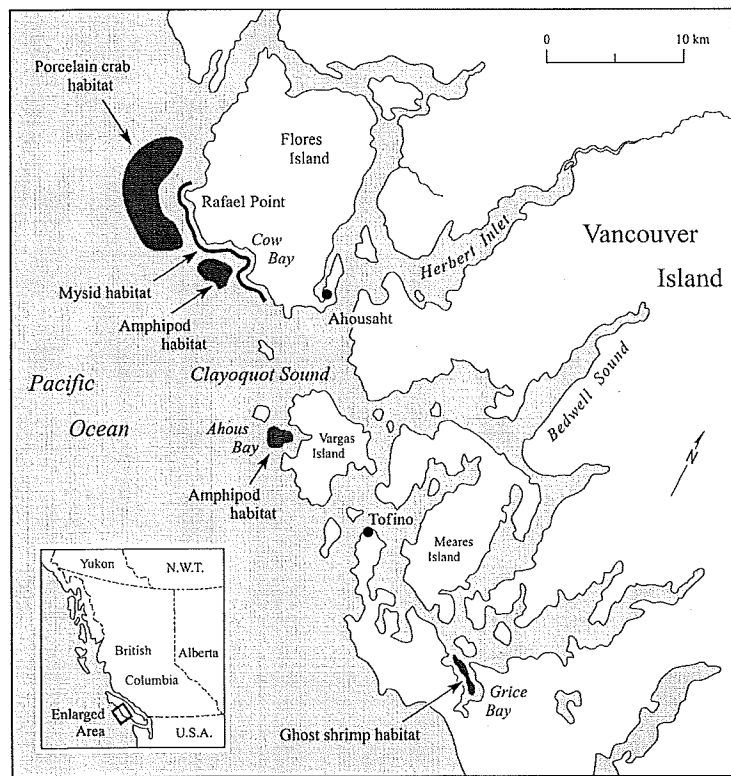 0 10 km
Porcelain crab
habitat
Flores
Island
Rafael Point
Cow
Bay
Herbert Inlet
Vancouver
Island
Mysid habitat
Ahousaht
Amphipod
habitat
Clayoquot Sound
Pacific
Ocean
Bedwell Sound
Ahous
Bay
Vargas
Island
N
Amphipod
habitat
Tofino
Meares
Island
Yukon
N.W.T.
British
Columbia
Alberta
Enlarged
Area
U.S.A.
Grice
Bay
Ghost shrimp habitat